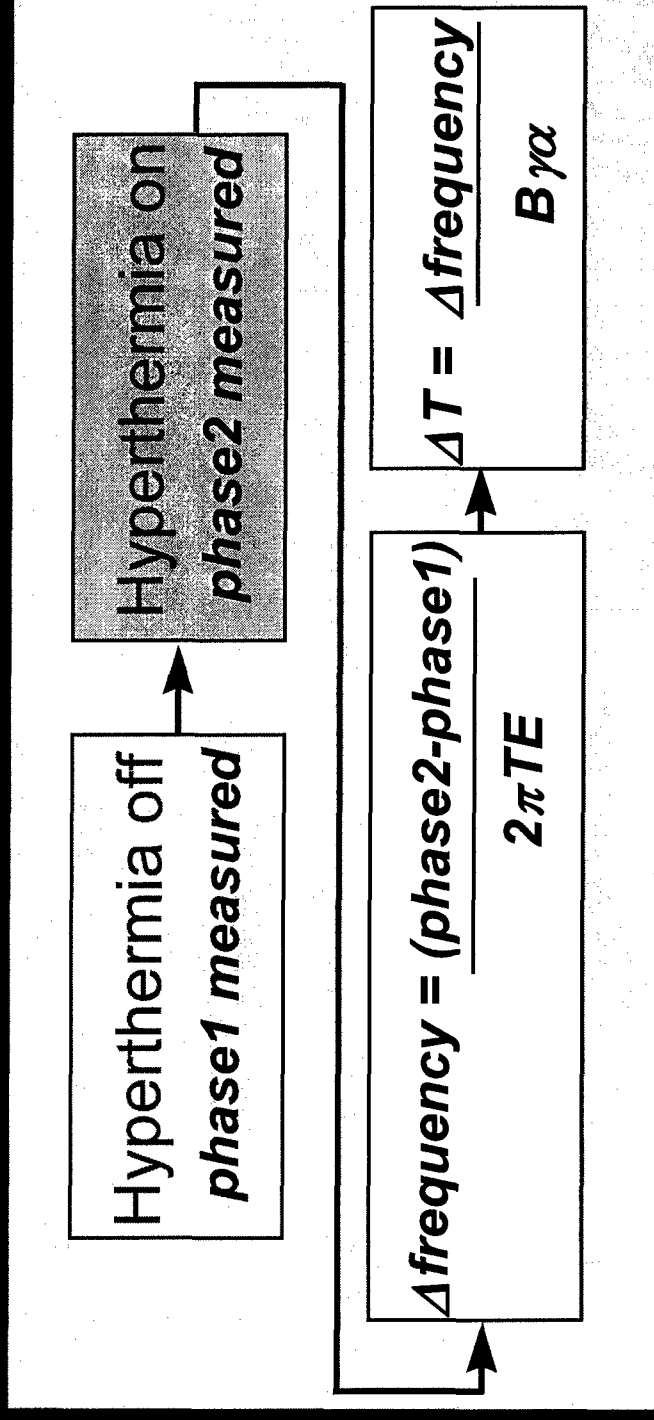 Hyperthermia off
phase1 measured
Hyperthermia on
phase2 measured
Δfrequency = (phase2-phase1)
2πTE
ΔT = Δfrequency
Bγα